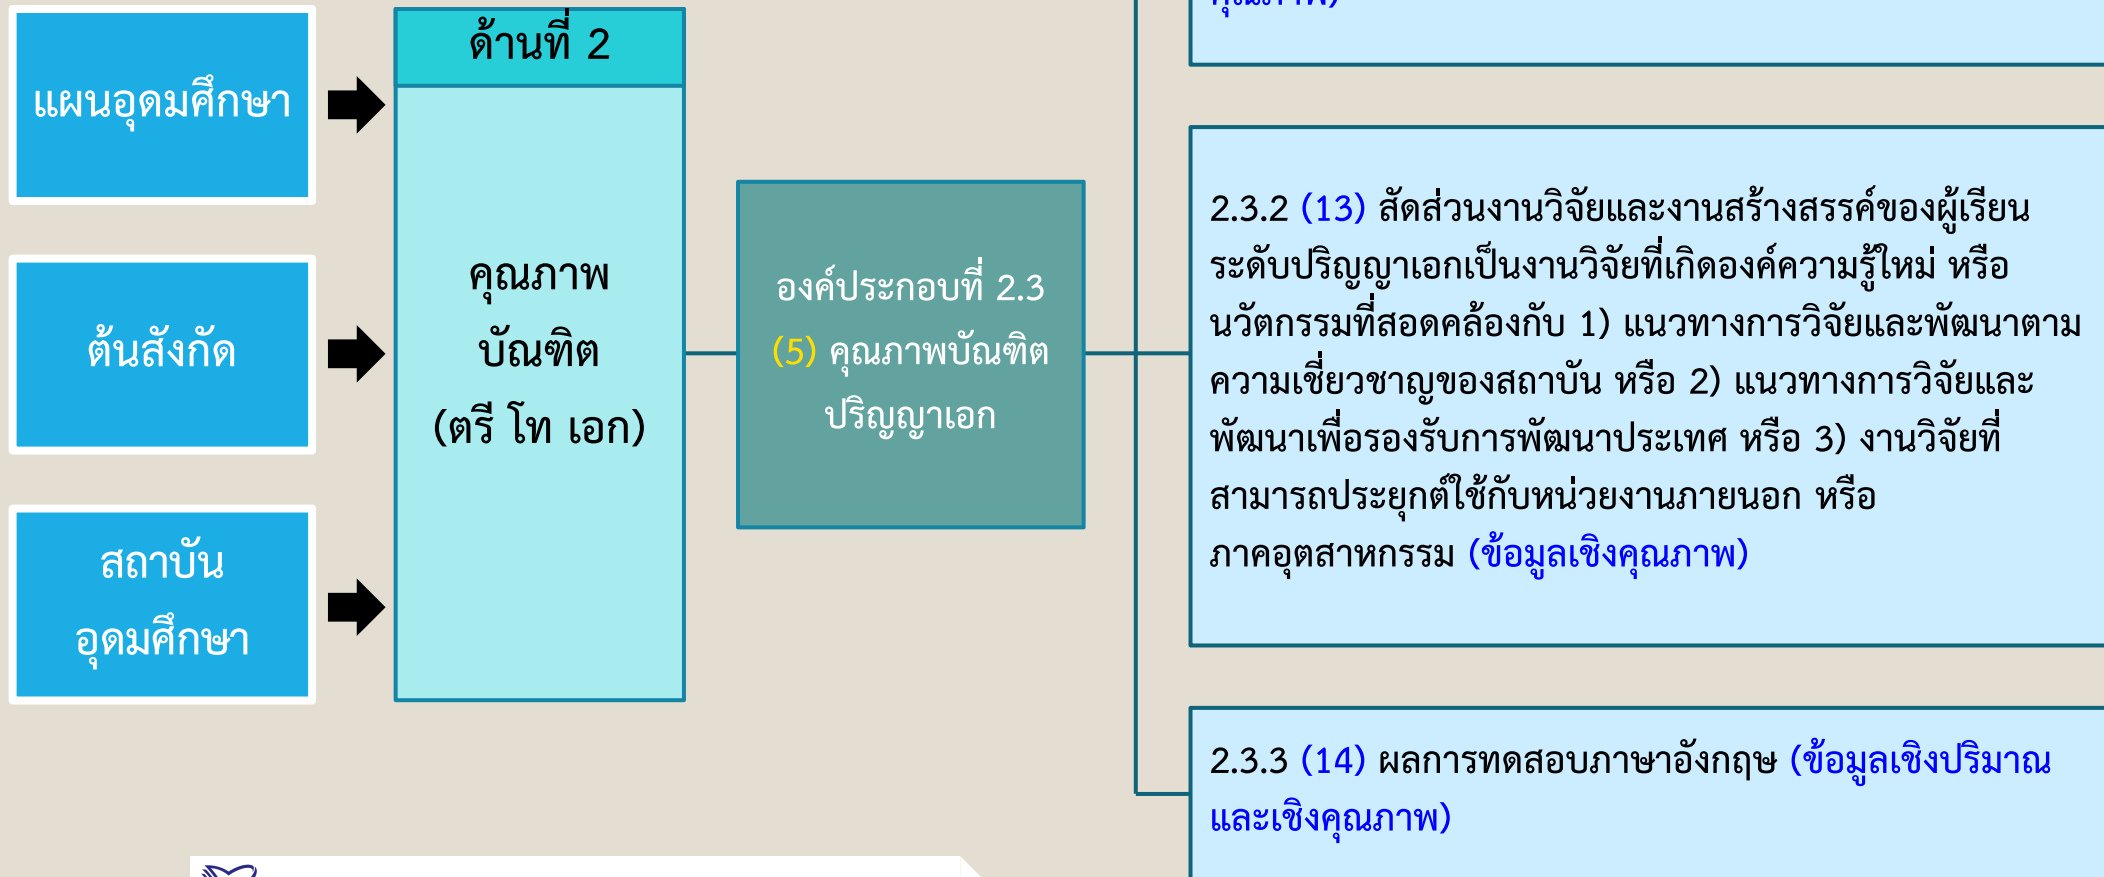 แผนอุดมศึกษา
ต้นสังกัด
สถาบัน
อุดมศึกษา
ด้านที่ 2
คุณภาพ
บัณฑิต
(ตรี โท เอก)
องค์ประกอบที่ 2.3
(5) คุณภาพบัณฑิต
ปริญญาเอก
คุณภาพ)
2.3.2 (13) สัดส่วนงานวิจัยและงานสร้างสรรค์ของผู้เรียน
ระดับปริญญาเอกเป็นงานวิจัยที่เกิดองค์ความรู้ใหม่ หรือ
นวัตกรรมที่สอดคล้องกับ 1) แนวทางการวิจัยและพัฒนาตาม
ความเชี่ยวชาญของสถาบัน หรือ 2) แนวทางการวิจัยและ
พัฒนาเพื่อรองรับการพัฒนาประเทศ หรือ 3) งานวิจัยที่
สามารถประยุกต์ใช้กับหน่วยงานภายนอก หรือ
ภาคอุตสาหกรรม (ข้อมูลเชิงคุณภาพ)
2.3.3 (14) ผลการทดสอบภาษาอังกฤษ (ข้อมูลเชิงปริมาณ
และเชิงคุณภาพ)